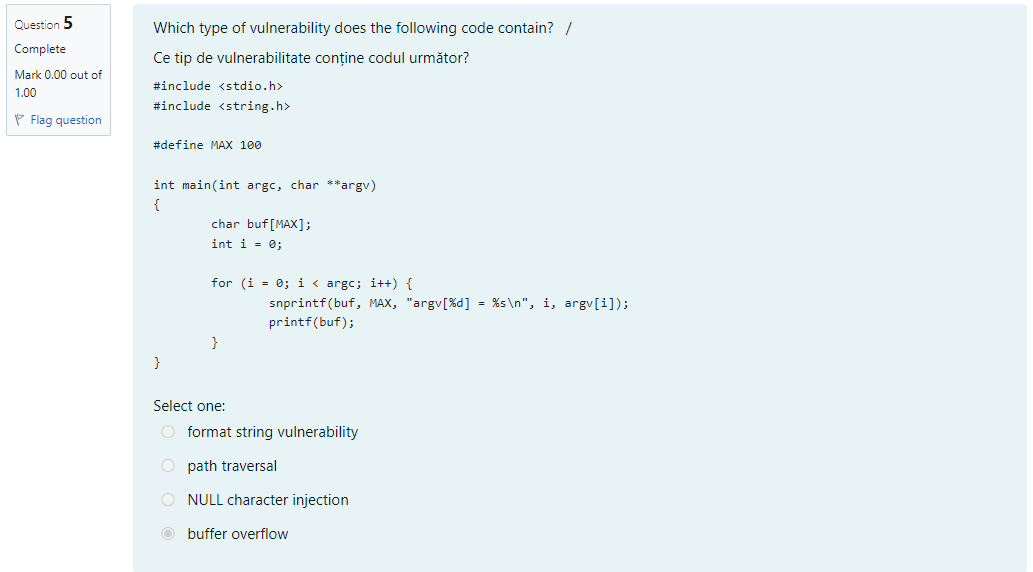 Question 5
Complete
Mark 0.00 out of
1.00
Flag question
Which type of vulnerability does the following code contain? /
Ce tip de vulnerabilitate conține codul următor?
#include <stdio.h>
#include <string.h>
#define MAX 100
int main(int argc, char **argv)
{
char buf[MAX];
int i = 0;
for (i = 0; i < argc; i++) {
snprintf(buf, MAX, "argv[%d] = %s\n", i, argv[i]);
printf(buf);
}
}
Select one:
format string vulnerability
path traversal
NULL character injection
buffer overflow